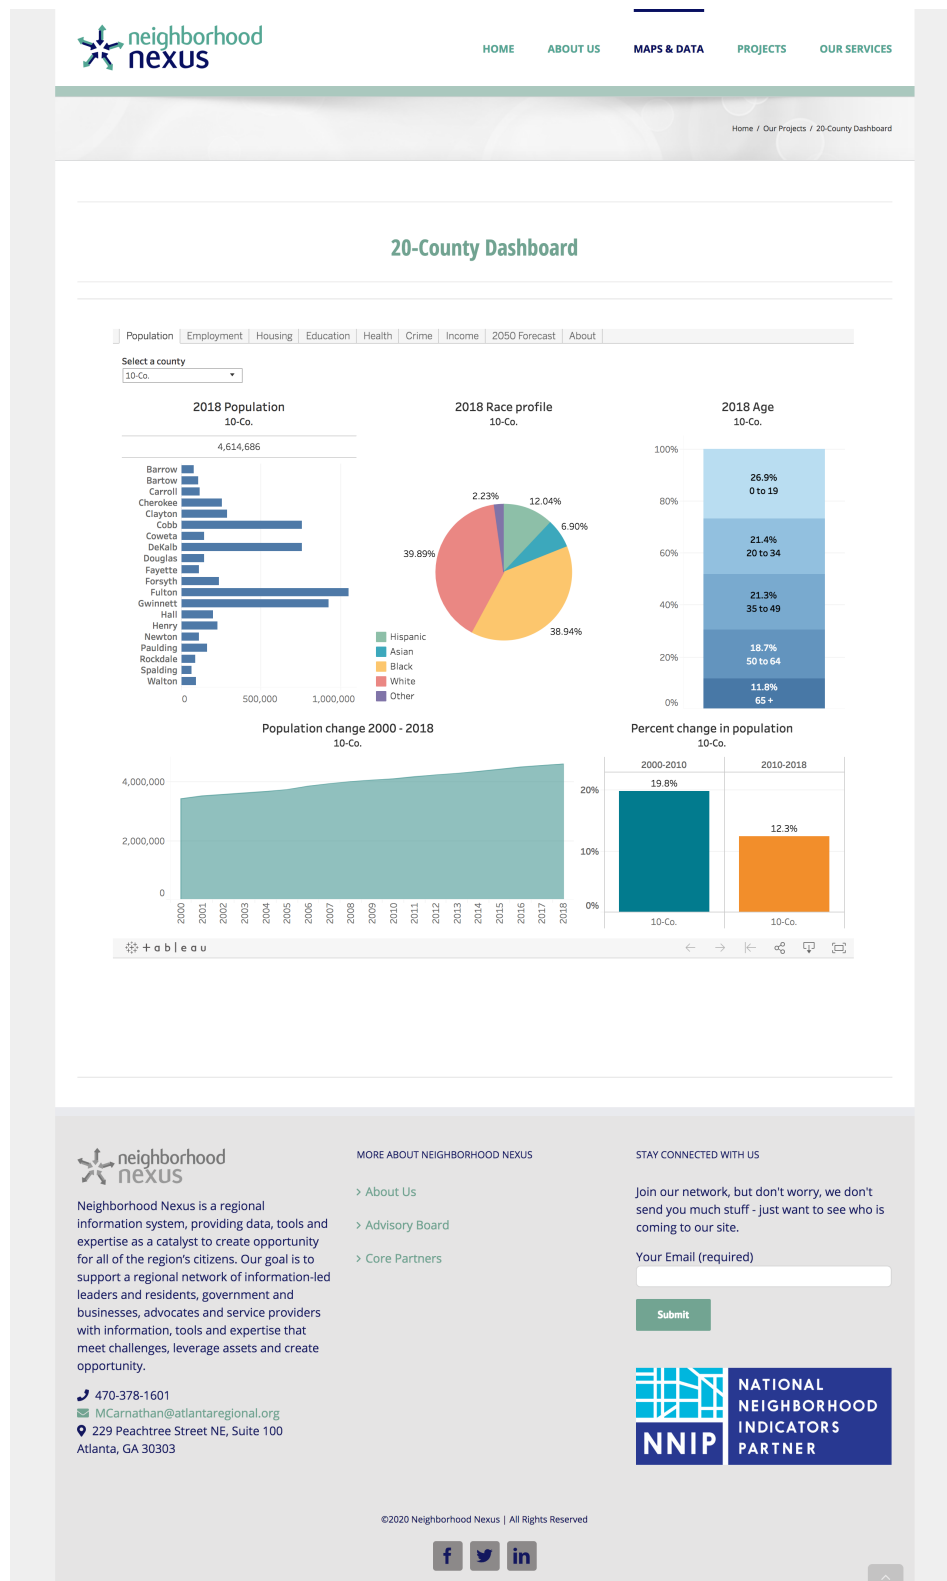 neighborhood
nexus
HOME
ABOUT US
MAPS & DATA
PROJECTS
OUR SERVICES
Home / Our Projects / 20-County Dashboard
20-County Dashboard
Population
Employment
Housing
Education
Health
Crime
Income
2050 Forecast
About
Select a county
10-Co.
2018 Population
10-Co.
4,614,686
Barrow
Bartow
Carroll
Cherokee
Clayton
Cobb
Coweta
DeKalb
Douglas
Fayette
Forsyth
Fulton
Gwinnett
Hall
Henry
Newton
Paulding
Rockdale
Spalding
Walton
0
500,000
1,000,000
2018 Race profile
10-Co.
2.23%
12.04%
6.90%
39.89%
38.94%
Hispanic
Asian
Black
White
Other
2018 Age
10-Co.
100%
80%
60%
40%
20%
0%
26.9%
0 to 19
21.4%
20 to 34
21.3%
35 to 49
18.7%
50 to 64
11.8%
65 +
Population change 2000 - 2018
10-Co.
4,000,000
2,000,000
0
2000
2001
2002
2003
2004
2005
2006
2007
2008
2009
2010
2011
2012
2013
2014
2015
2016
2017
2018
Percent change in population
10-Co.
2000-2010
2010-2018
20%
10%
0%
19.8%
12.3%
10-Co.
10-Co.
+ableau
neighborhood
nexus
Neighborhood Nexus is a regional
information system, providing data, tools and
expertise as a catalyst to create opportunity
for all of the region's citizens. Our goal is to
support a regional network of information-led
leaders and residents, government and
businesses, advocates and service providers
with information, tools and expertise that
meet challenges, leverage assets and create
opportunity.
470-378-1601
MCarnathan@atlantaregional.org
229 Peachtree Street NE, Suite 100
Atlanta, GA 30303
MORE ABOUT NEIGHBORHOOD NEXUS
About Us
Advisory Board
Core Partners
STAY CONNECTED WITH US
Join our network, but don't worry, we don't
send you much stuff - just want to see who is
coming to our site.
Your Email (required)
Submit
NNIP
NATIONAL
NEIGHBORHOOD
INDICATORS
PARTNER
©2020 Neighborhood Nexus | All Rights Reserved